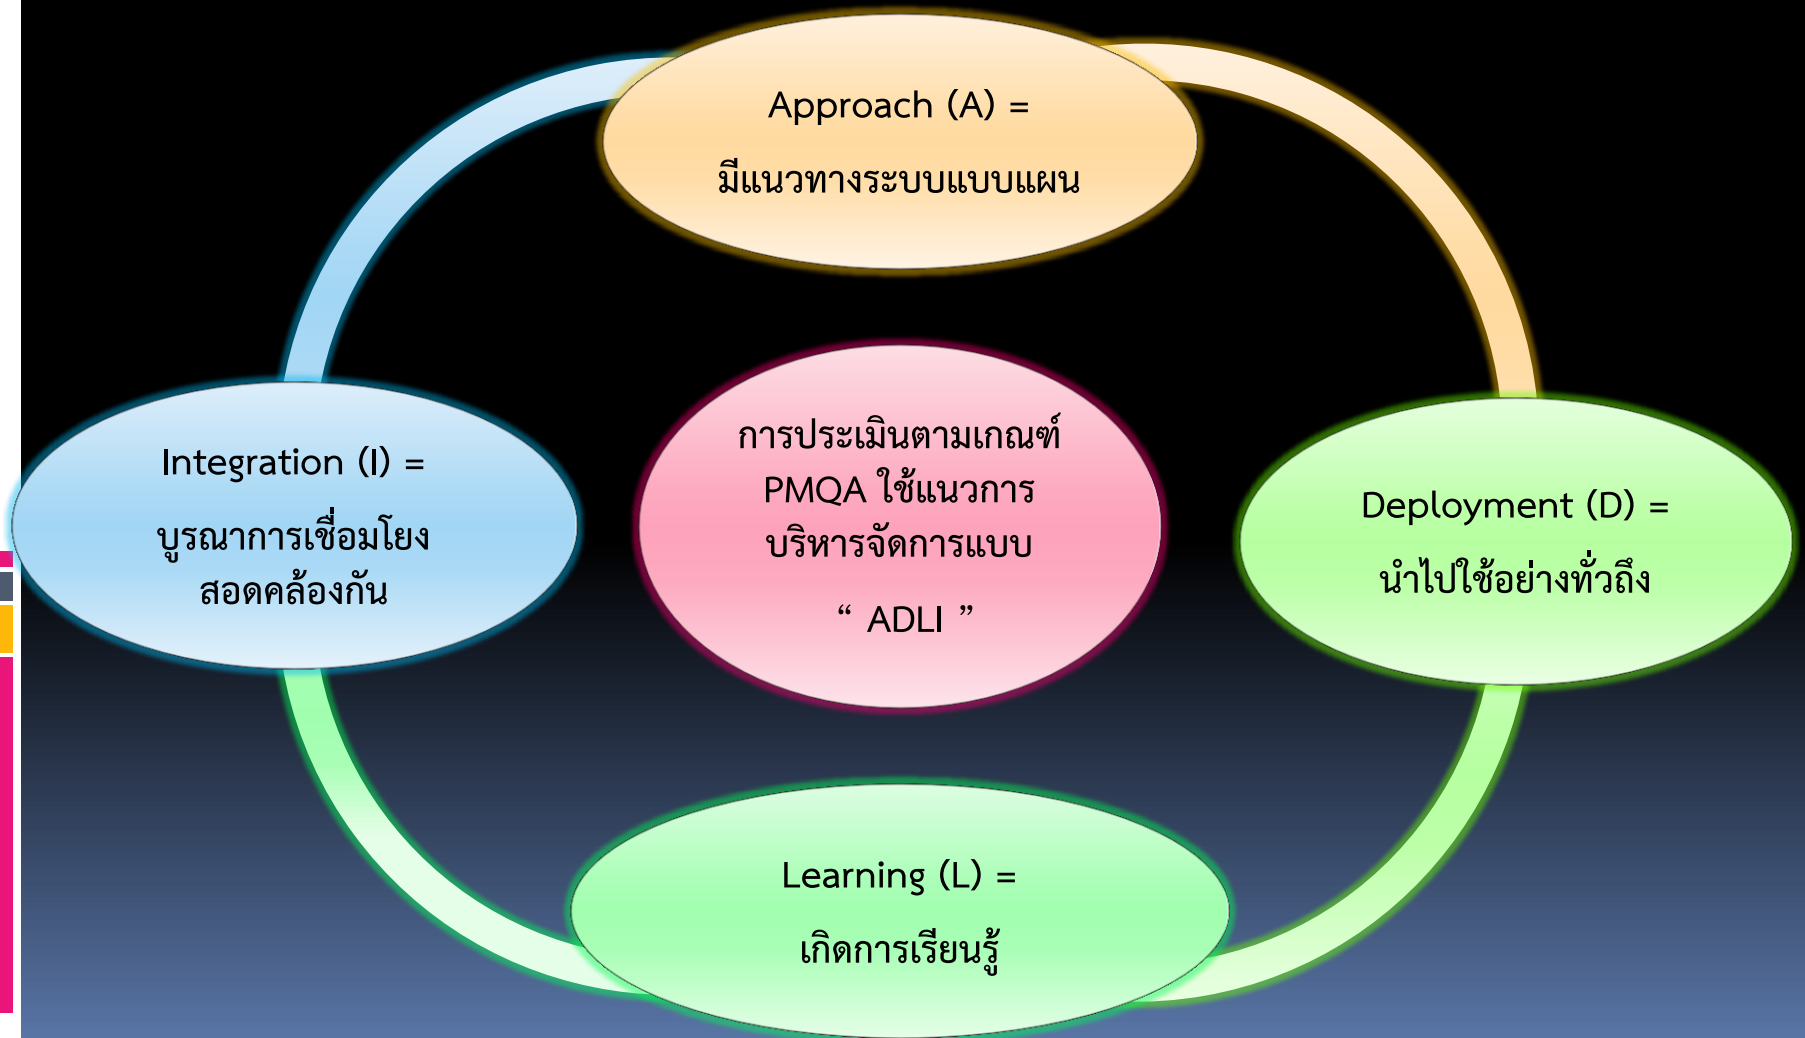 Approach (A) =
มีแนวทางระบบแบบแผน
Integration (I) =
บูรณาการเชื่อมโยง
สอดคล้องกัน
การประเมินตามเกณฑ์
PMQA ใช้แนวการ
บริหารจัดการแบบ
“ ADLI ”
Deployment (D) =
นำไปใช้อย่างทั่วถึง
Learning (L) =
เกิดการเรียนรู้